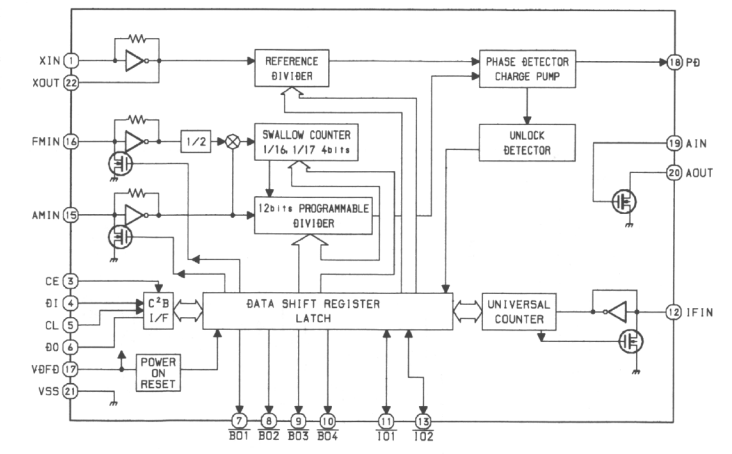 XIN 1
XOUT 22
REFERENCE
DIVIDER
PHASE DETECTOR
CHARGE PUMP
18 PD
FMIN 16
1/2
SWALLOW COUNTER
1/16, 1/17 4bits
UNLOCK
DETECTOR
19 AIN
20 AOUT
AMIN 15
12bits PROGRAMMABLE
DIVIDER
CE 3
DI 4
CL 5
DO 6
C²B
I/F
DATA SHIFT REGISTER
LATCH
UNIVERSAL
COUNTER
12 IFIN
VDFD 17
POWER
ON
RESET
VSS 21
7 8 9 10 11 13
BO1 BO2 BO3 BO4 IO1 IO2